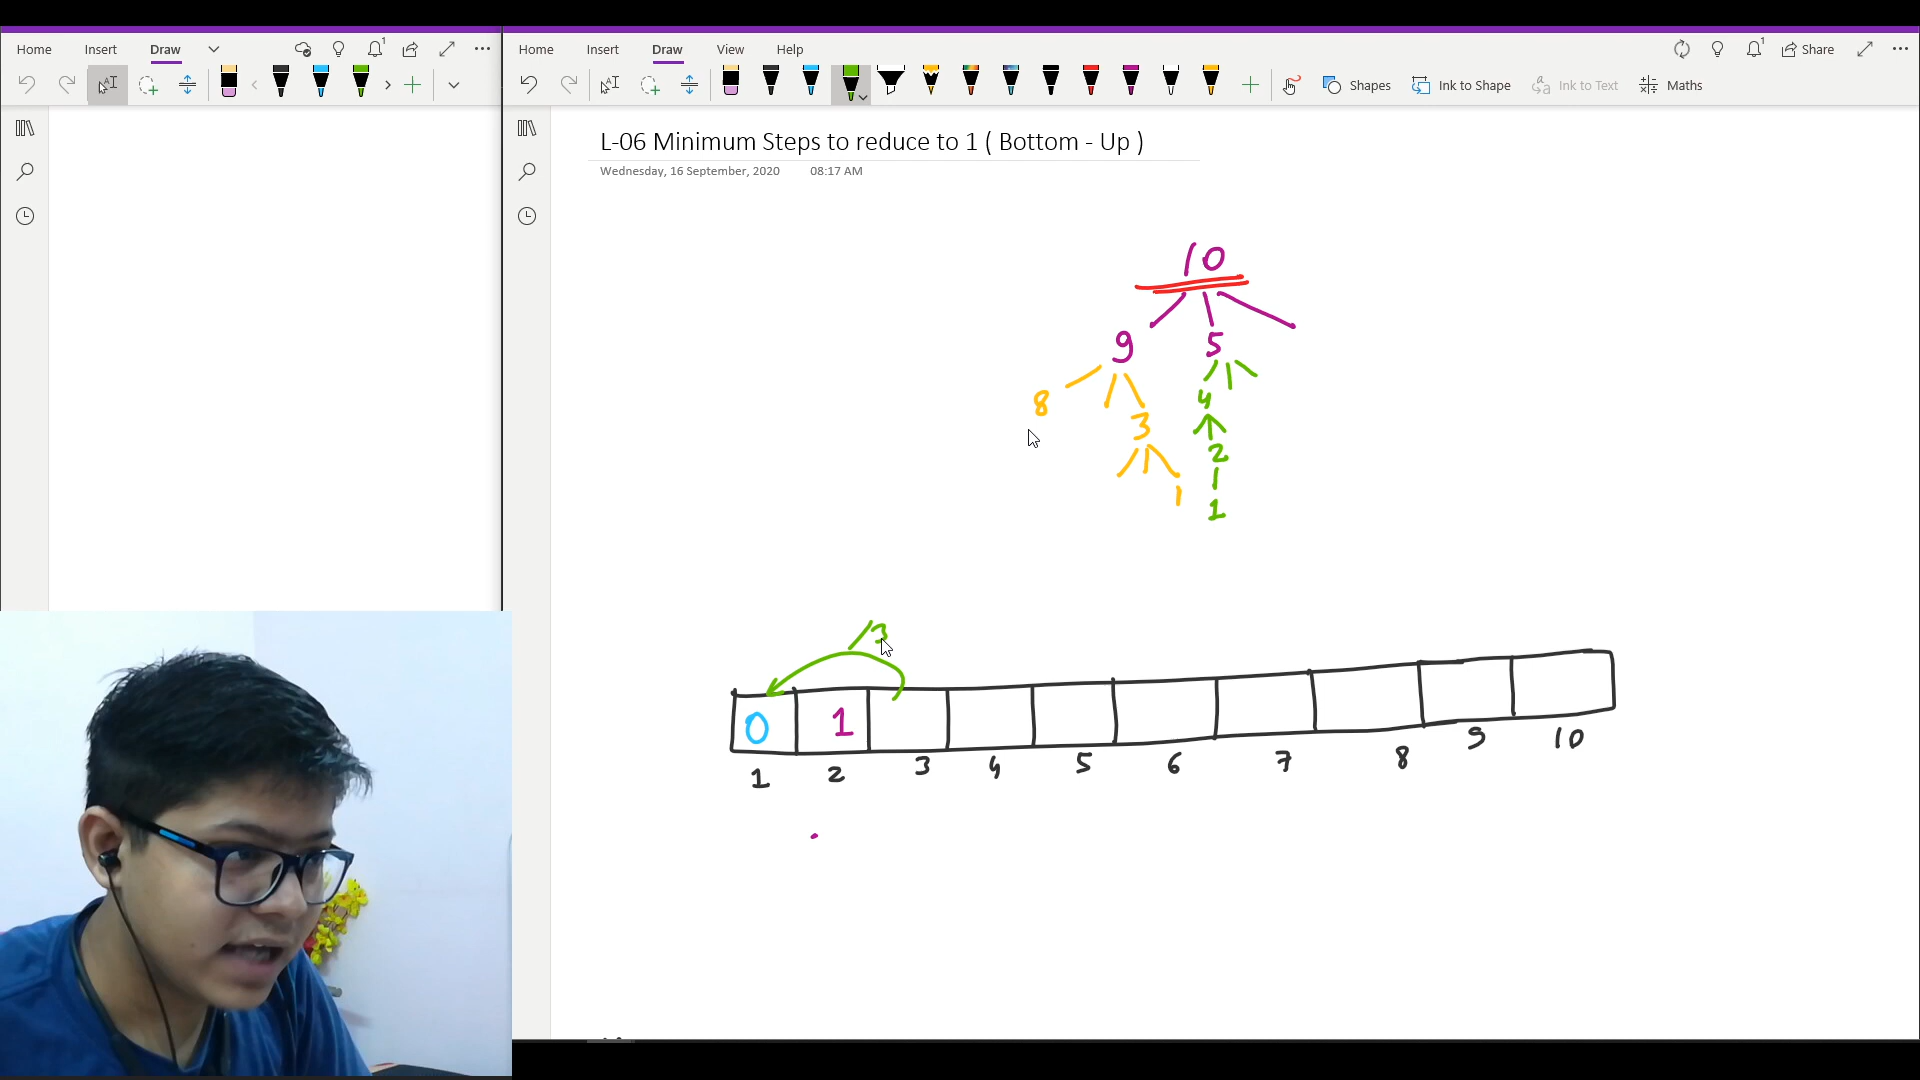 Home Insert Draw
Home Insert Draw View Help Share
Shapes Ink to Shape Ink to Text Maths
L-06 Minimum Steps to reduce to 1 ( Bottom - Up )
Wednesday, 16 September, 2020 08:17 AM
10
9 5
8 3 4
2
1 1
/3
0 1
1 2 3 4 5 6 7 8 9 10